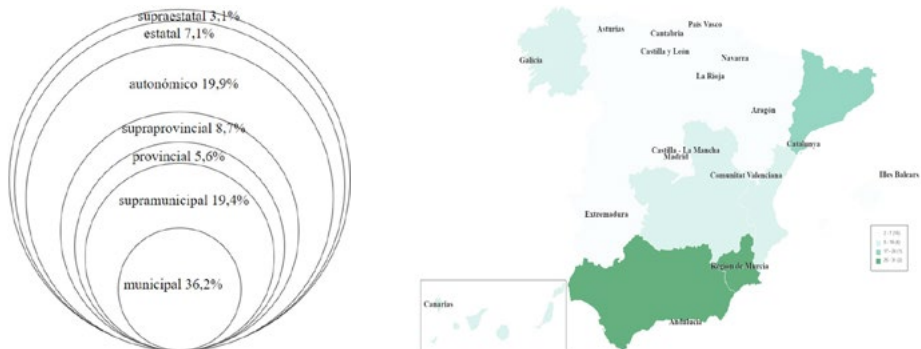 supraestatal 3,1%
estatal 7,1%
autonómico 19,9%
supraprovincial 8,7%
provincial 5,6%
supramunicipal 19,4%
municipal 36,2%
Asturias
País Vasco
Cantabria
Castilla y León
Navarra
Galicia
La Rioja
Aragón
Catalunya
Castilla - La Mancha
Madrid
Comunitat Valenciana
Illes Balears
Extremadura
Región de Murcia
Canarias
Andalucía